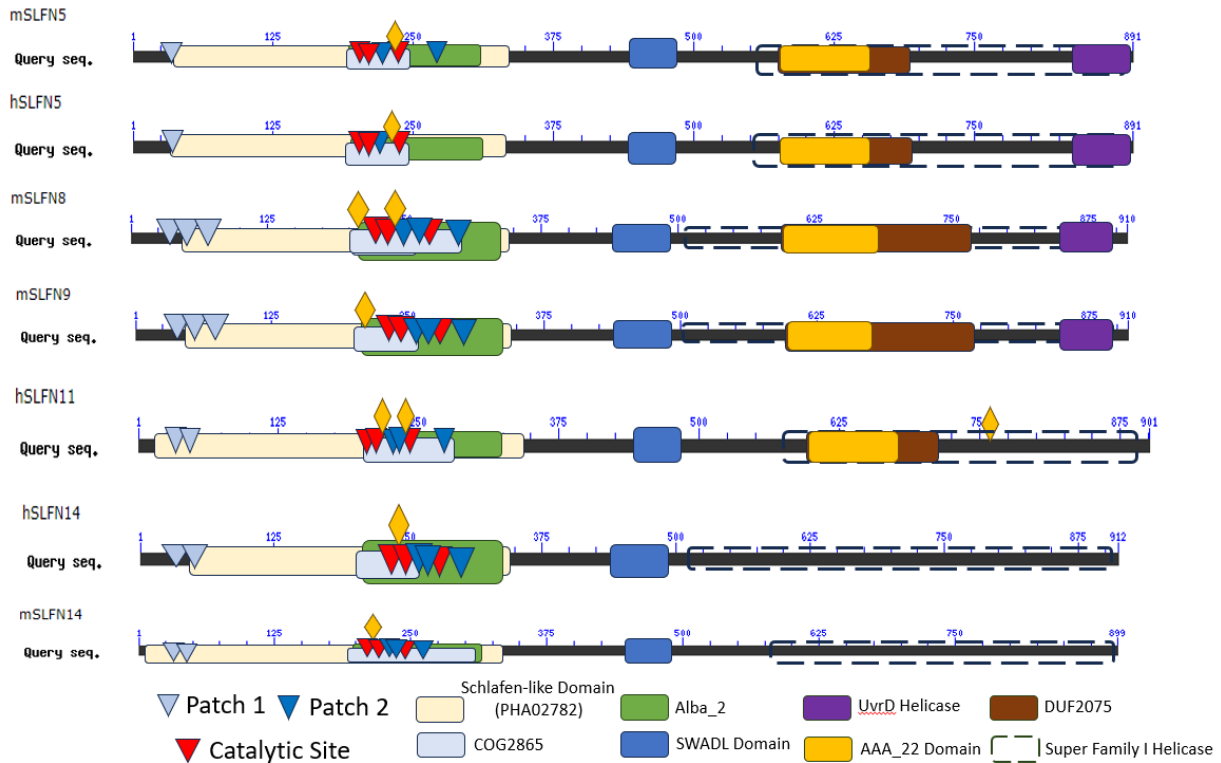 mSLFN5
1 125 250 375 500 625 750 891
Query seq.
hSLFN5
1 125 250 375 500 625 750 891
Query seq.
mSLFN8
1 125 250 375 500 625 750 875 910
Query seq.
mSLFN9
1 125 250 375 500 625 750 875 910
Query seq.
hSLFN11
1 125 250 375 500 625 75 875 901
Query seq.
hSLFN14
1 125 250 375 500 625 750 875 912
Query seq.
mSLFN14
1 125 250 375 500 625 750 899
Query seq.
Patch 1 Patch 2 Schlafen-like Domain (PHA02782) Alba_2 UvrD Helicase DUF2075
Catalytic Site COG2865 SWADL Domain AAA_22 Domain Super Family I Helicase